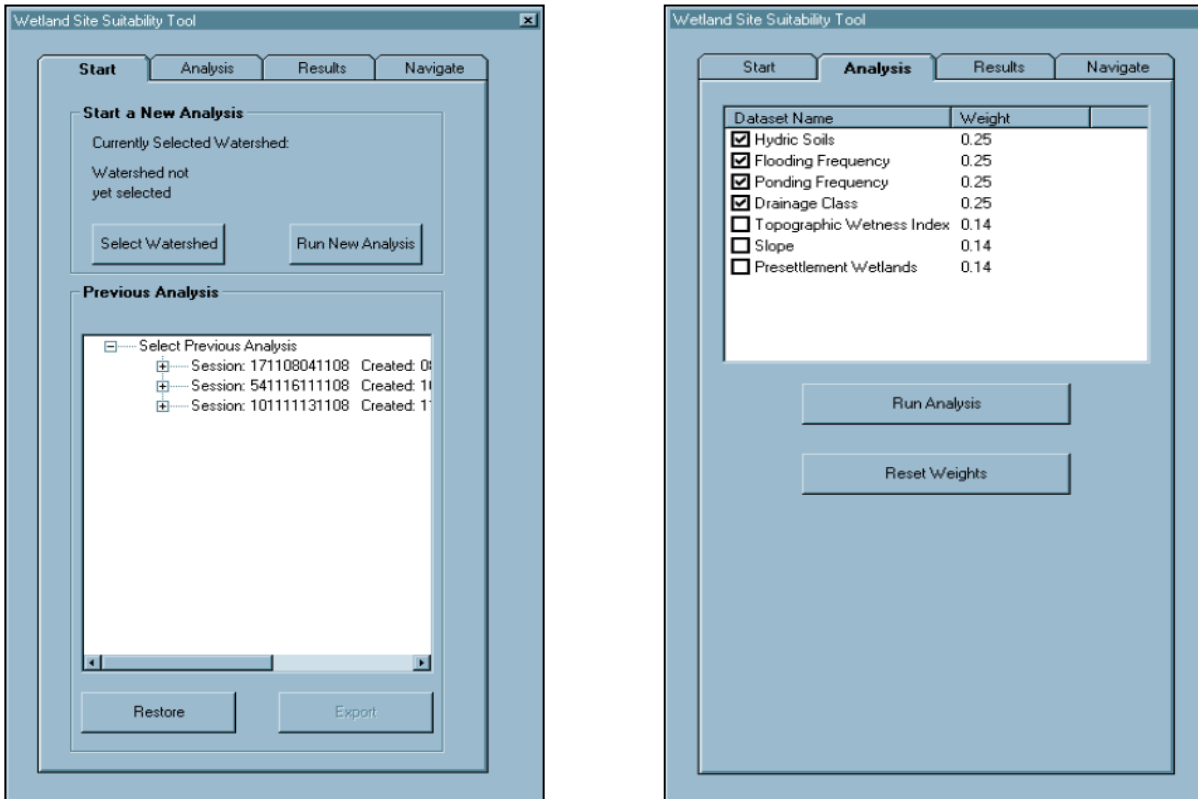 Wetland Site Suitability Tool
Start Analysis Results Navigate
Start a New Analysis
Currently Selected Watershed:
Watershed not
yet selected
Select Watershed Run New Analysis
Previous Analysis
Select Previous Analysis
Session: 171108041108 Created:
Session: 541116111108 Created:
Session: 101111131108 Created:
Restore Export
Wetland Site Suitability Tool
Start Analysis Results Navigate
Dataset Name Weight
Hydric Soils 0.25
Flooding Frequency 0.25
Ponding Frequency 0.25
Drainage Class 0.25
Topographic Wetness Index 0.14
Slope 0.14
Presettlement Wetlands 0.14
Run Analysis
Reset Weights